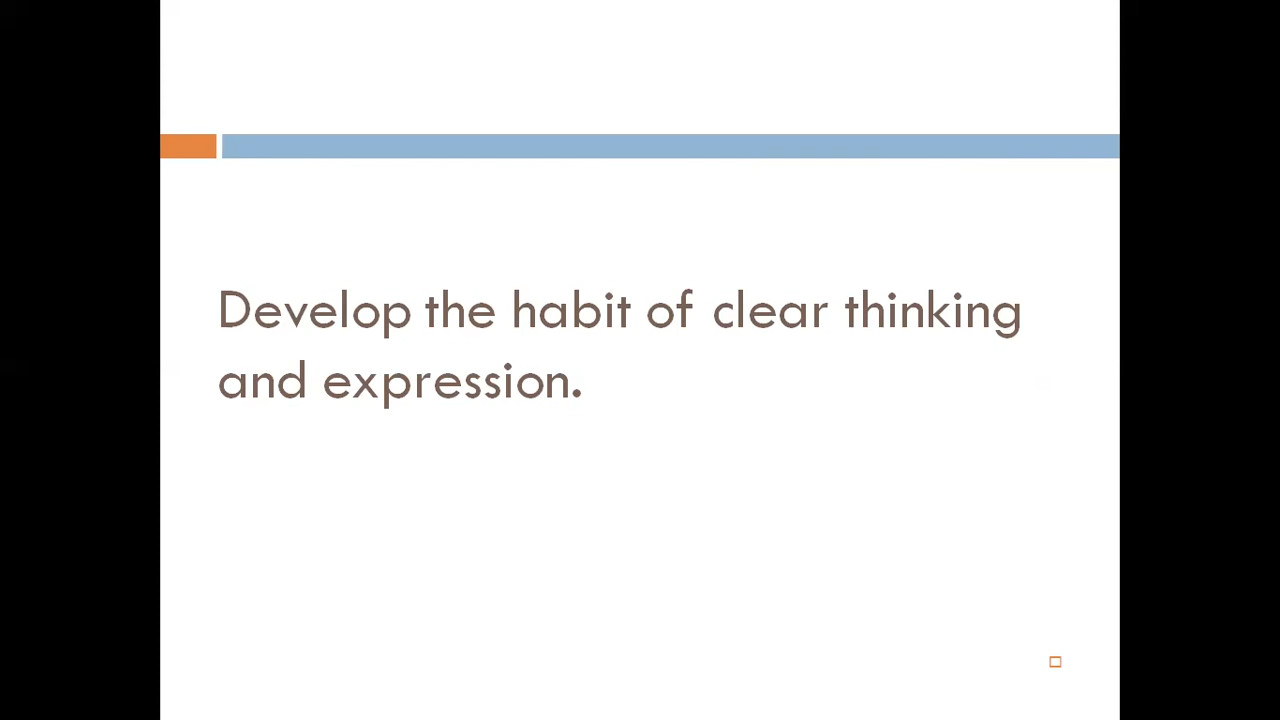 Develop the habit of clear thinking
and expression.